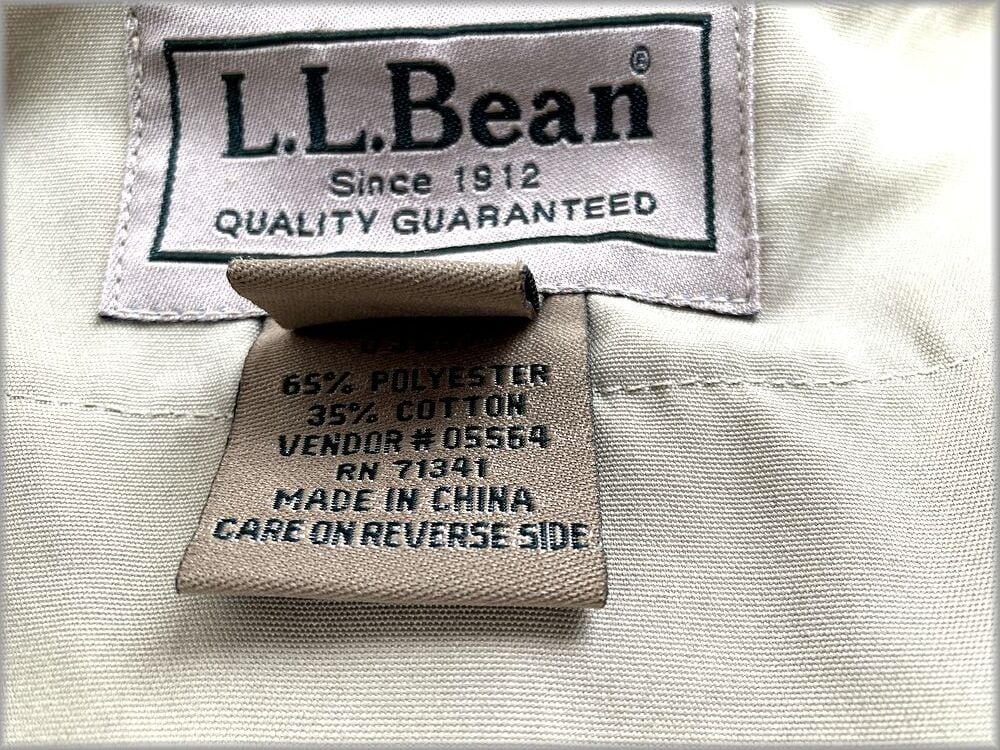 L.L.Bean®
Since 1912
QUALITY GUARANTEED
65% POLYESTER
35% COTTON
VENDOR # 05564
RN 71341
MADE IN CHINA
CARE ON REVERSE SIDE